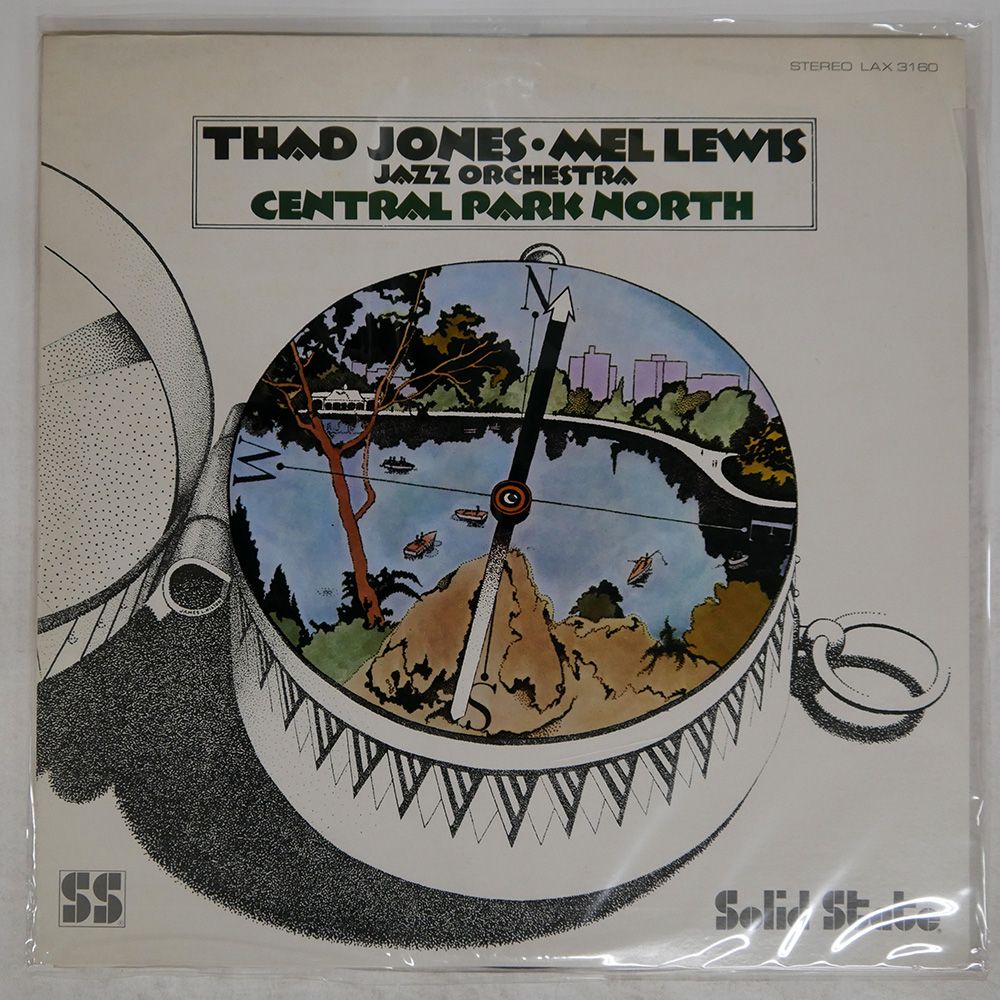 STEREO LAX 3160
THAD JONES • MEL LEWIS
JAZZ ORCHESTRA
CENTRAL PARK NORTH
N
W
E
S
SS
Solid State